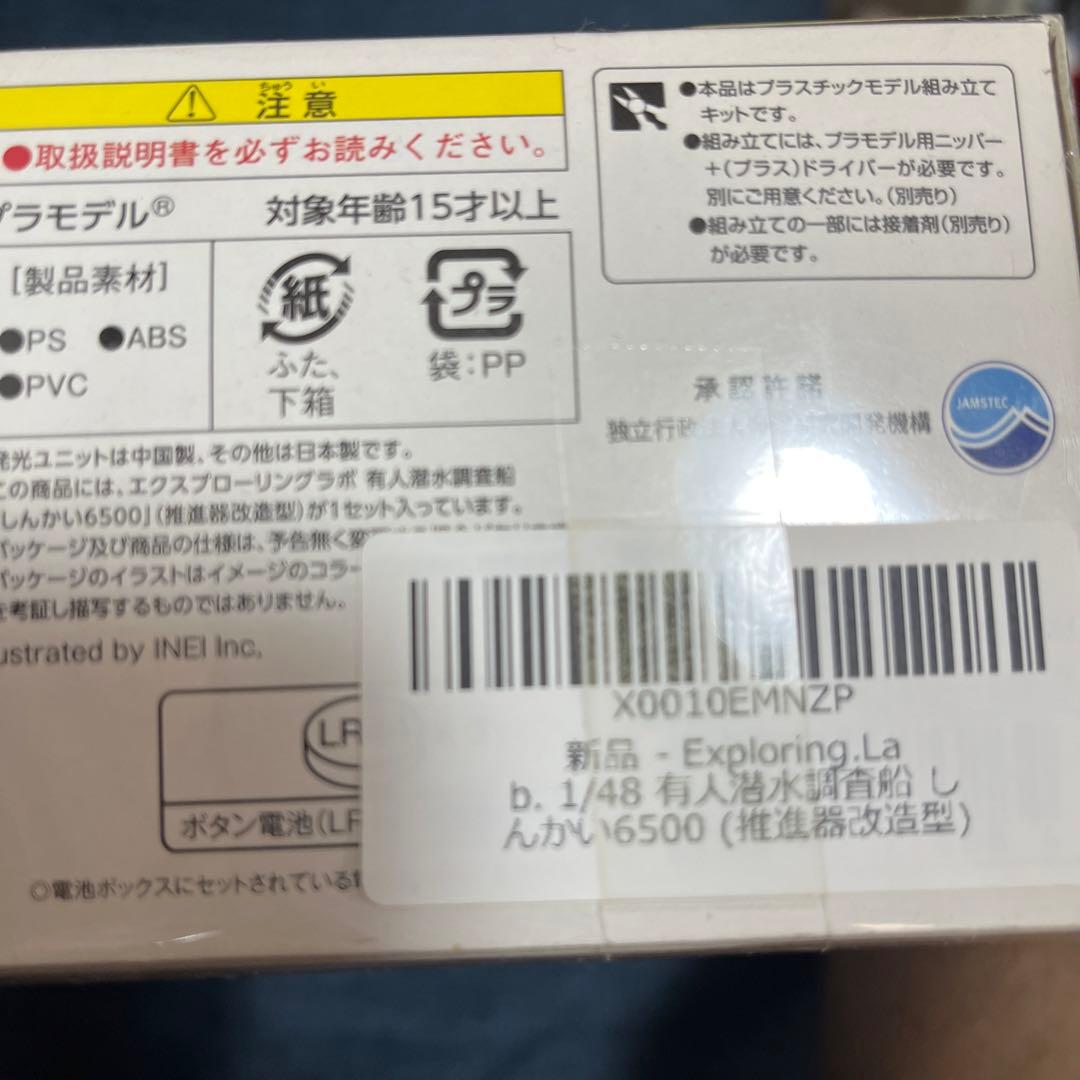 注意
ちゅうい
●取扱説明書を必ずお読みください。
プラモデル® 対象年齢15才以上
[製品素材]
●PS ●ABS
●PVC
紙
ふた、
下箱
プラ
袋:PP
●本品はプラスチックモデル組み立て
キットです。
●組み立てには、プラモデル用ニッパー
+(プラス)ドライバーが必要です。
別にご用意ください。(別売り)
●組み立ての一部には接着剤(別売り)
が必要です。
承認許諾
独立行政 開発機構
JAMSTEC
発光ユニットは中国製、その他は日本製です。
この商品には、エクスプローリングラボ 有人潜水調査船
しんかい6500」(推進器改造型)が1セット入っています。
パッケージ及び商品の仕様は、予告無く変
パッケージのイラストはイメージのコラー
を考証し描写するものではありません。
ustrated by INEI Inc.
LR
ボタン電池(LR
◎電池ボックスにセットされている
X0010EMNZP
新品 - Exploring.La
b. 1/48 有人潜水調査船 し
んかい6500 (推進器改造型)